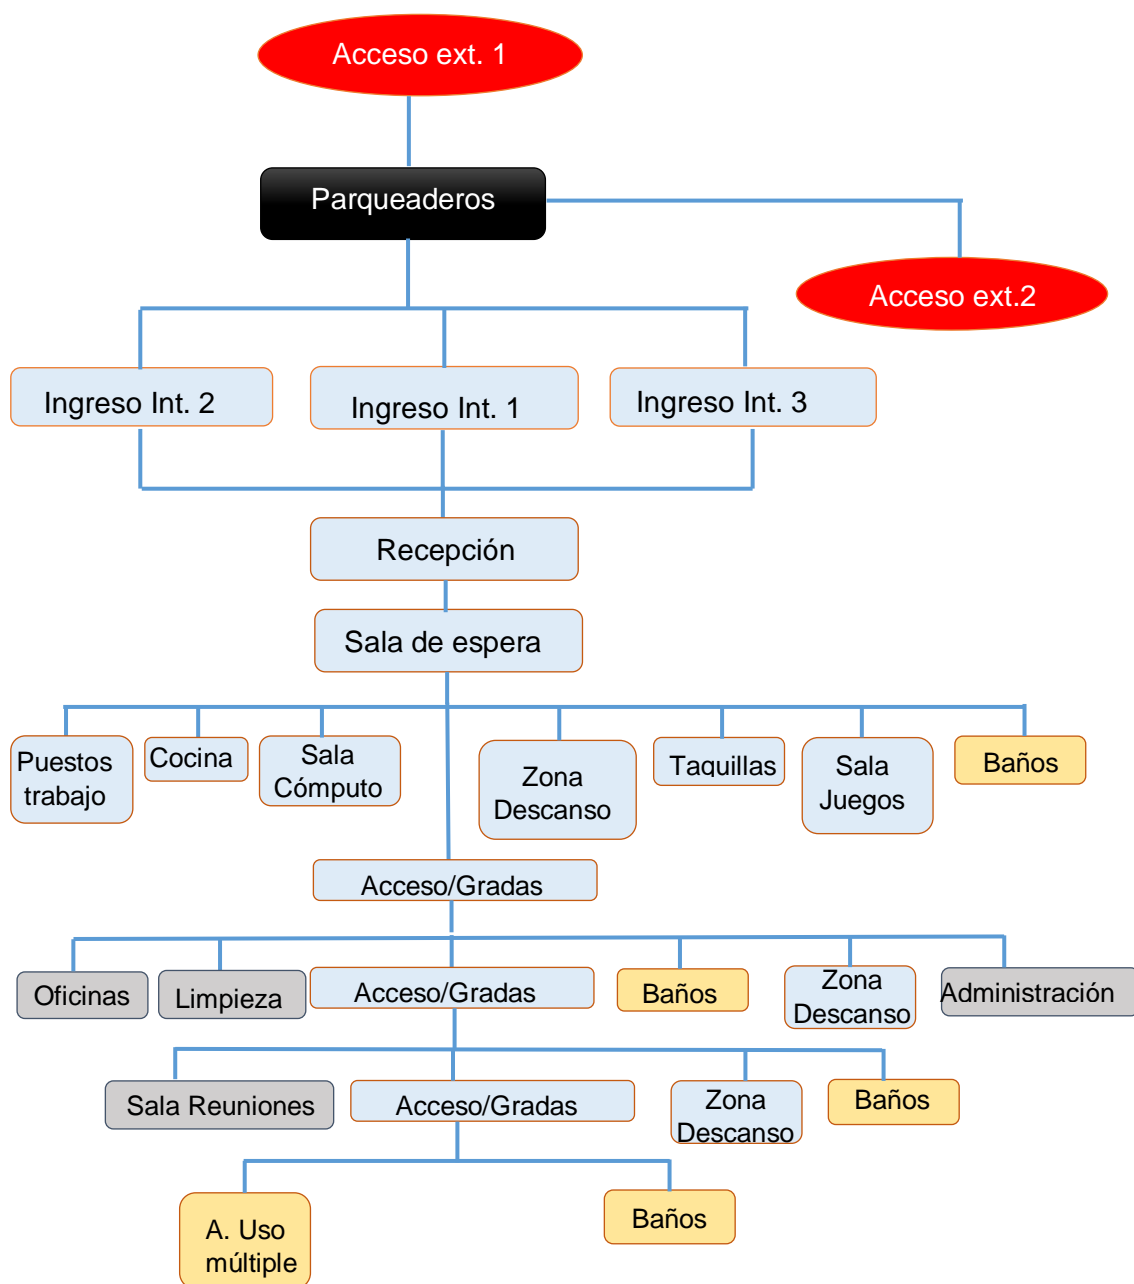 Acceso ext. 1
Parqueaderos
Acceso ext.2
Ingreso Int. 2
Ingreso Int. 1
Ingreso Int. 3
Recepción
Sala de espera
Puestos
trabajo
Cocina
Sala
Cómputo
Zona
Descanso
Taquillas
Sala
Juegos
Baños
Acceso/Gradas
Oficinas
Limpieza
Acceso/Gradas
Baños
Zona
Descanso
Administración
Sala Reuniones
Acceso/Gradas
Zona
Descanso
Baños
A. Uso
múltiple
Baños